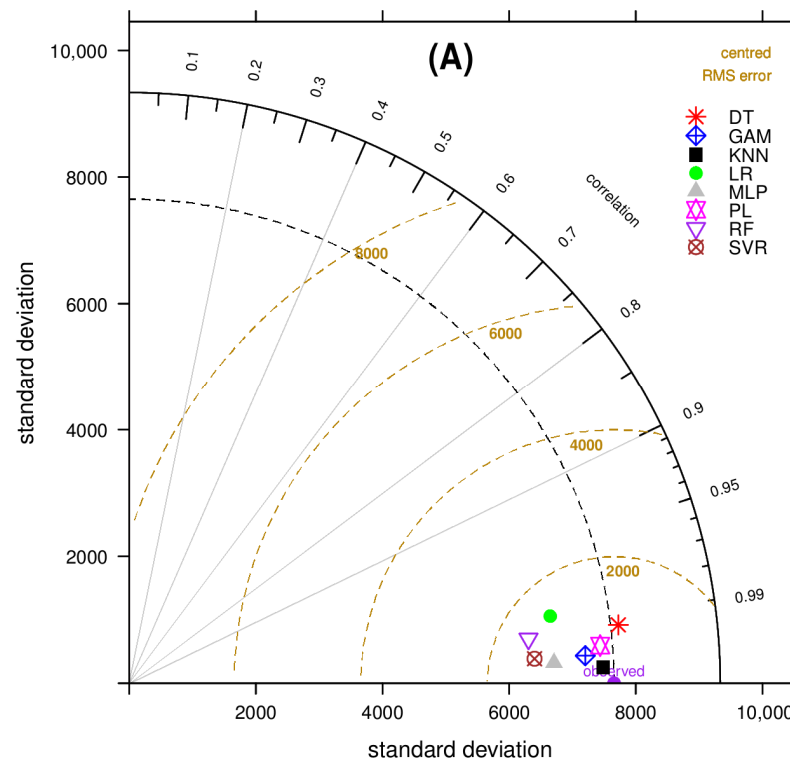 (A)
centred
RMS error
DT
GAM
KNN
LR
MLP
PL
RF
SVR
10,000
8000
6000
4000
2000
standard deviation
0.1
0.2
0.3
0.4
0.5
0.6
0.7
0.8
0.9
0.95
0.99
correlation
8000
6000
4000
2000
observed
2000
4000
6000
8000
10,000
standard deviation